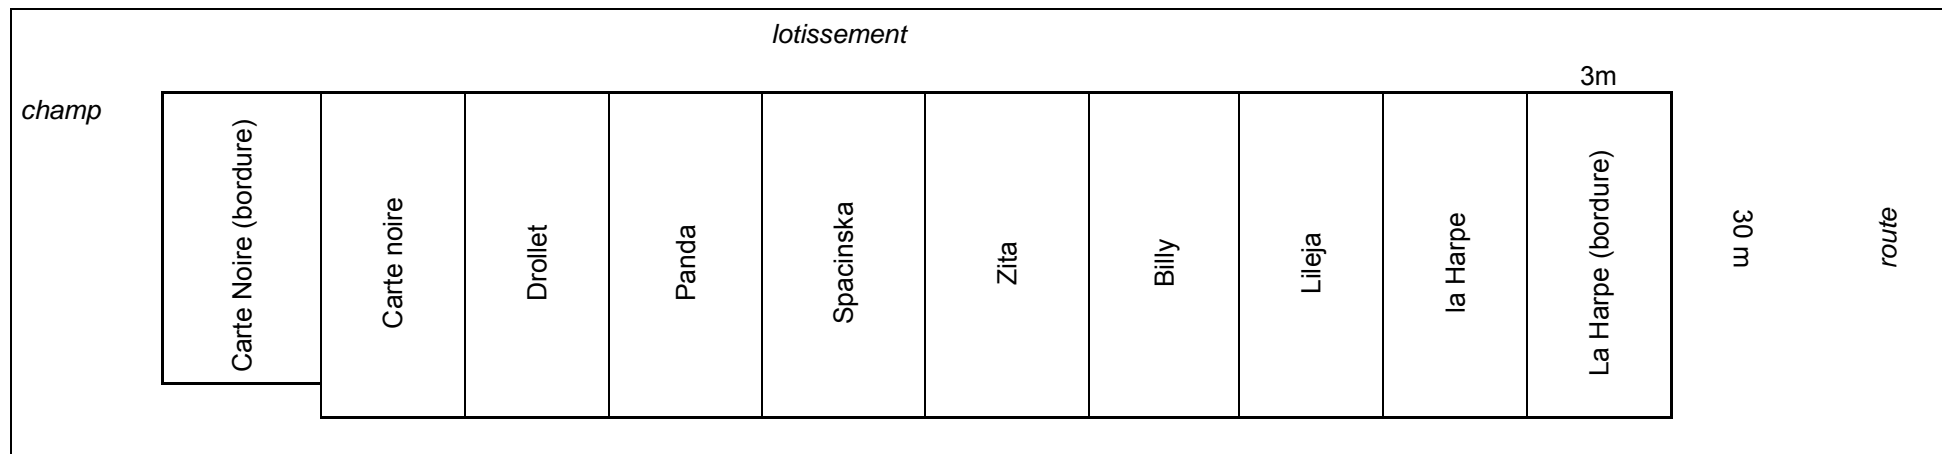 lotissement
3m
champ
Carte Noire (bordure)
Carte noire
Drollet
Panda
Spacinska
Zita
Billy
Lileja
la Harpe
La Harpe (bordure)
30 m
route